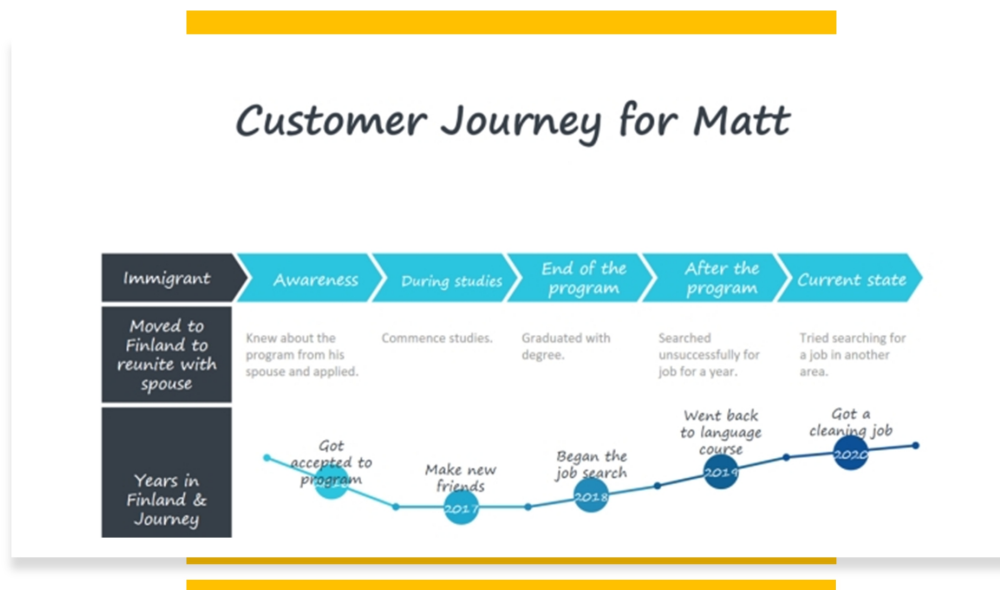 Customer Journey for Matt
Immigrant
Awareness
During studies
End of the
program
After the
program
Current state
Moved to
Finland to
reunite with
spouse
Knew about the
program from his
spouse and applied.
Commence studies.
Graduated with
degree.
Searched
unsuccessfully for
job for a year.
Tried searching for
a job in another
area.
Years in
Finland &
Journey
Got
accepted to
program
Make new
friends
2017
Began the
job search
2018
Went back
to language
course
2019
Got a
cleaning job
2020